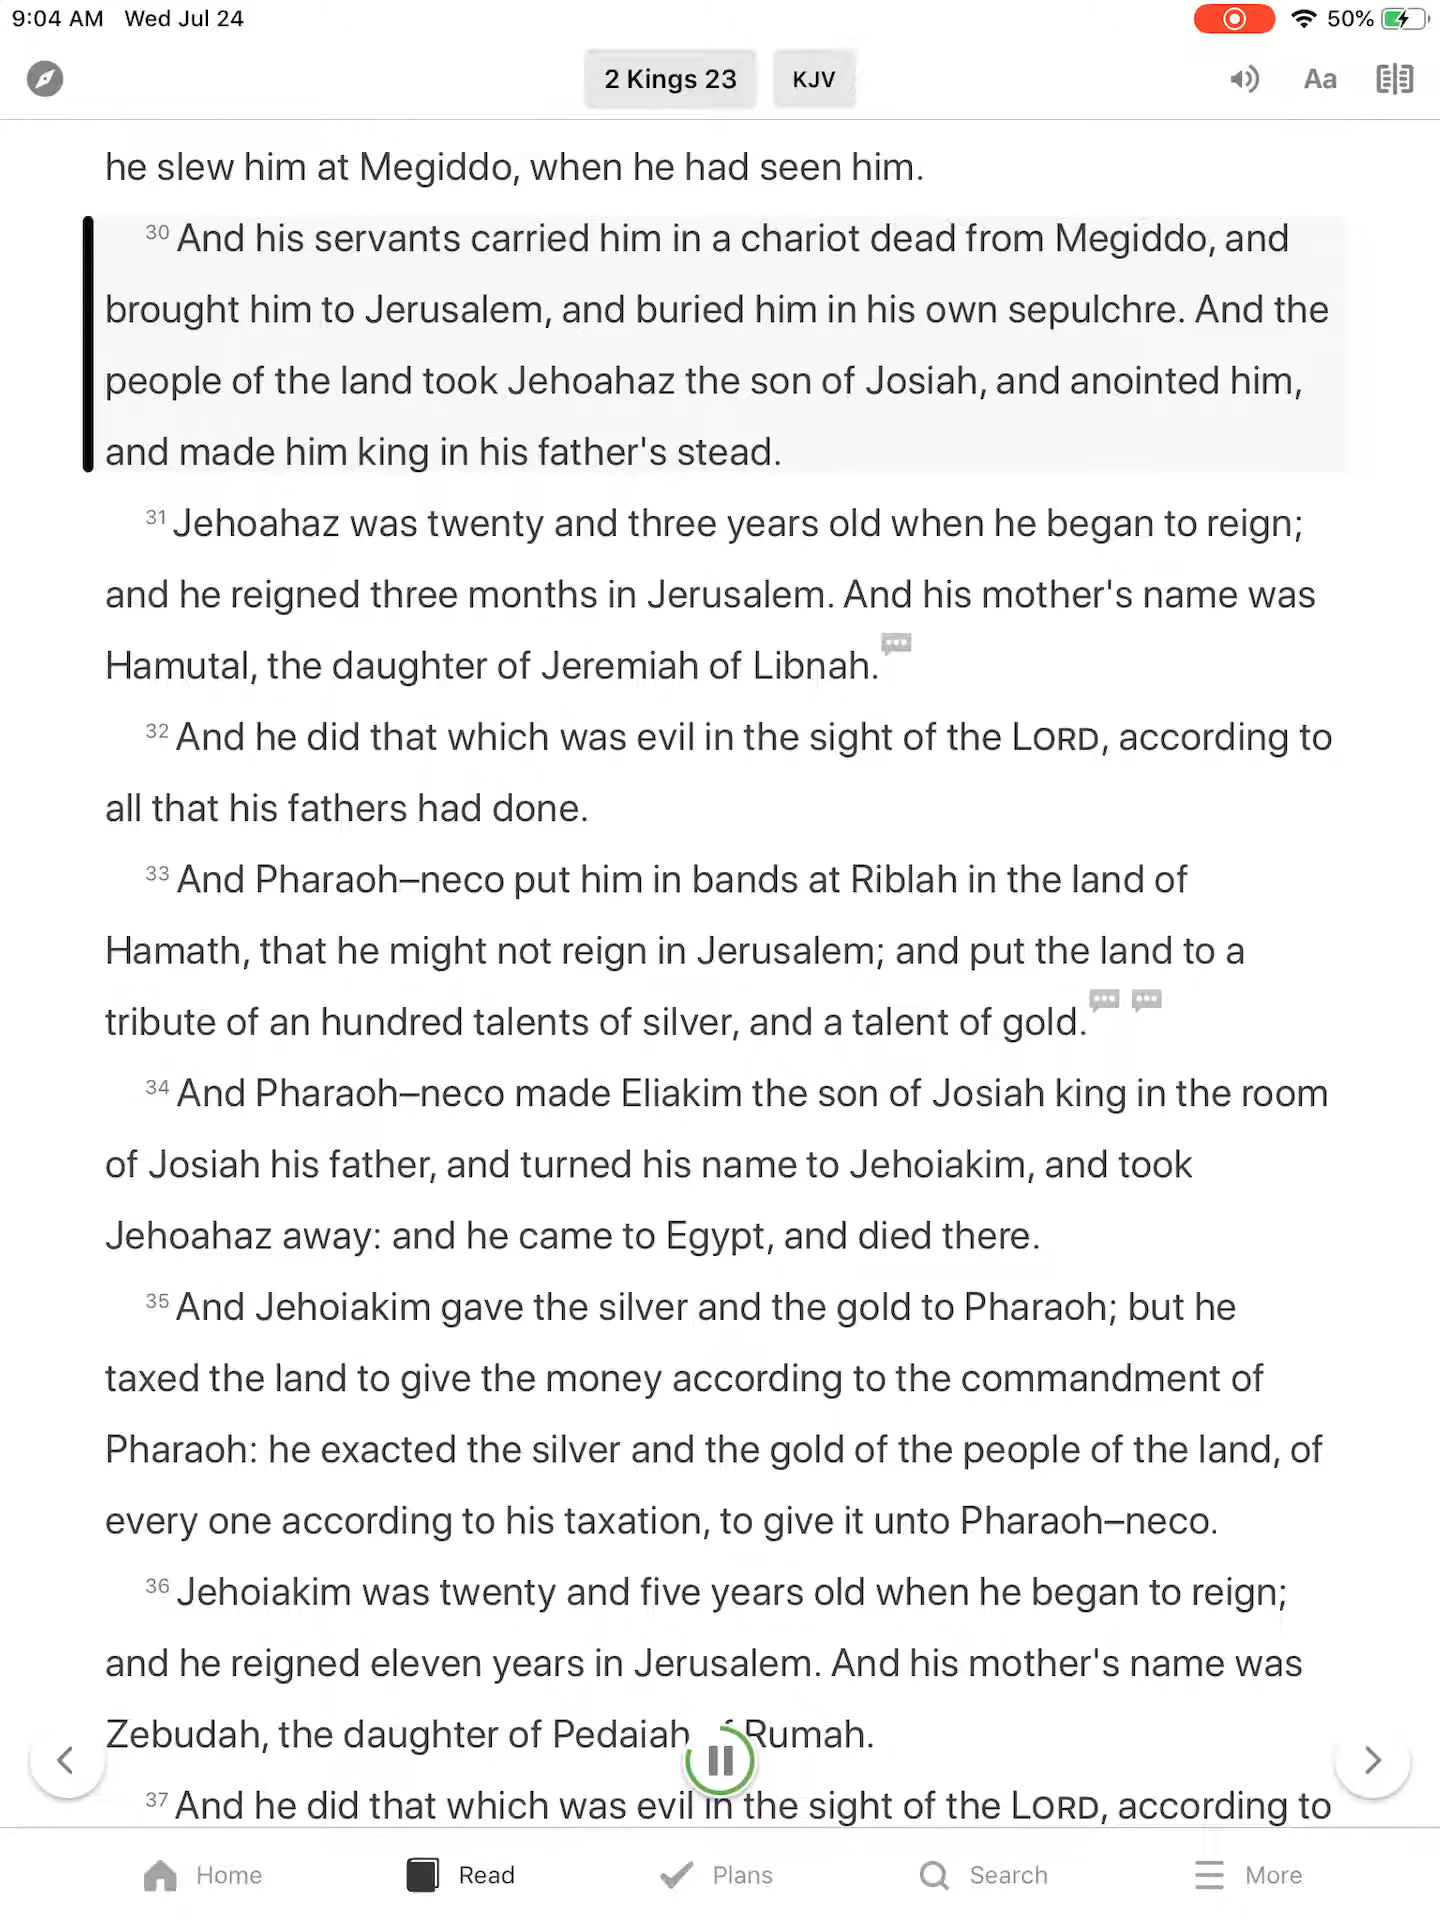 9:04 AM Wed Jul 24
50%
2 Kings 23 KJV
Aa
he slew him at Megiddo, when he had seen him.
30 And his servants carried him in a chariot dead from Megiddo, and
brought him to Jerusalem, and buried him in his own sepulchre. And the
people of the land took Jehoahaz the son of Josiah, and anointed him,
and made him king in his father's stead.
31 Jehoahaz was twenty and three years old when he began to reign;
and he reigned three months in Jerusalem. And his mother's name was
Hamutal, the daughter of Jeremiah of Libnah.
32 And he did that which was evil in the sight of the LORD, according to
all that his fathers had done.
33 And Pharaoh–neco put him in bands at Riblah in the land of
Hamath, that he might not reign in Jerusalem; and put the land to a
tribute of an hundred talents of silver, and a talent of gold.
34 And Pharaoh–neco made Eliakim the son of Josiah king in the room
of Josiah his father, and turned his name to Jehoiakim, and took
Jehoahaz away: and he came to Egypt, and died there.
35 And Jehoiakim gave the silver and the gold to Pharaoh; but he
taxed the land to give the money according to the commandment of
Pharaoh: he exacted the silver and the gold of the people of the land, of
every one according to his taxation, to give it unto Pharaoh–neco.
36 Jehoiakim was twenty and five years old when he began to reign;
and he reigned eleven years in Jerusalem. And his mother's name was
Zebudah, the daughter of Pedaiah Rumah.
37 And he did that which was evil in the sight of the LORD, according to
Home Read Plans Search More